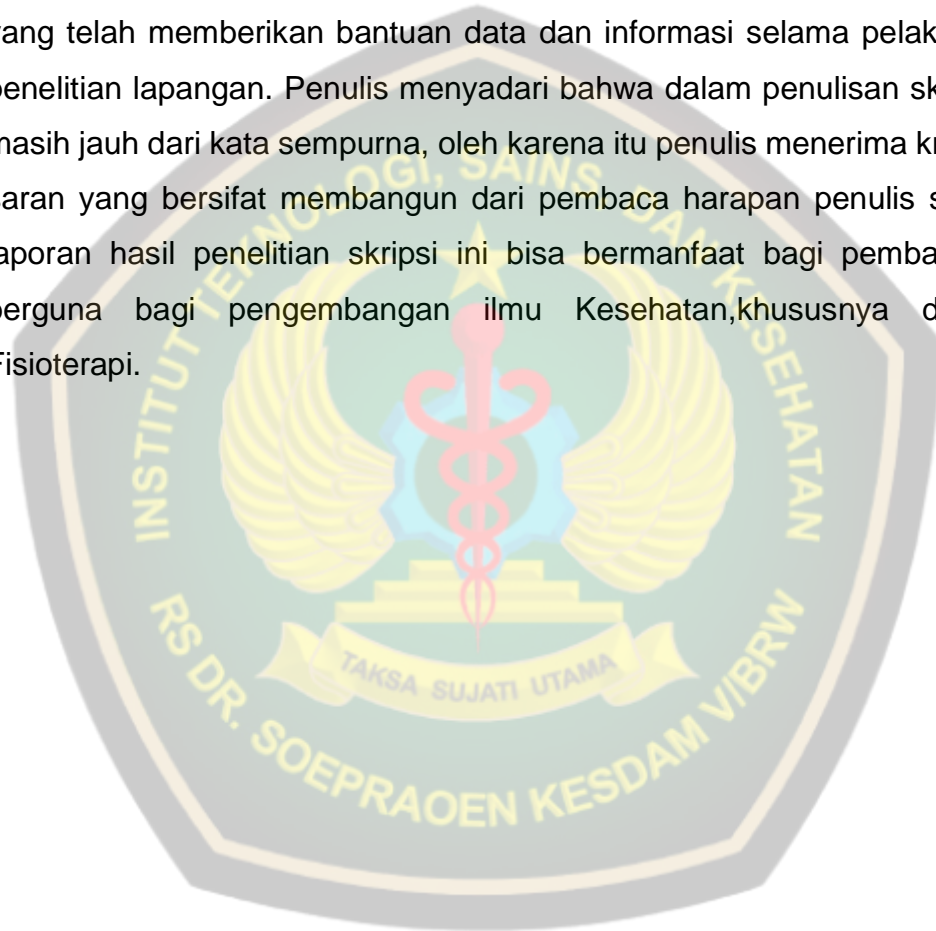 yang telah memberikan bantuan data dan informasi selama pelak
penelitian lapangan. Penulis menyadari bahwa dalam penulisan sk
masih jauh dari kata sempurna, oleh karena itu penulis menerima kr
saran yang bersifat membangun dari pembaca harapan penulis s
aporan hasil penelitian skripsi ini bisa bermanfaat bagi pemba
berguna bagi pengembangan ilmu Kesehatan,khususnya d
Fisioterapi.
INSTITUT TEKNOLOGI, SAINS, DAN KESEHATAN
TAKSA SUJATI UTAMA
RS DR. SOEPRAOEN KESDAM V/BRW